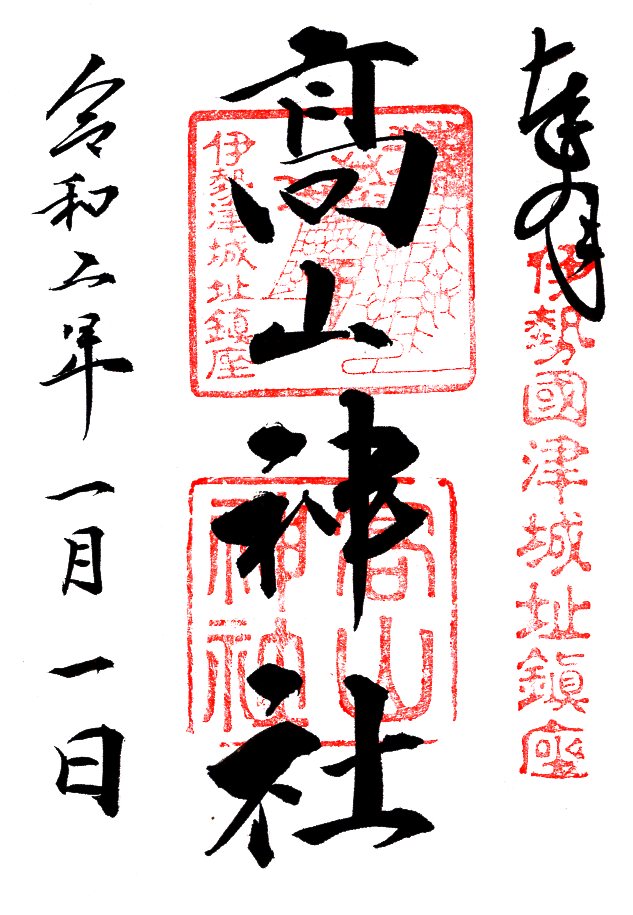 奉拝
伊勢國津城址鎮座
高山神社
伊勢津城址鎮座
高山
神社
令和二年一月一日